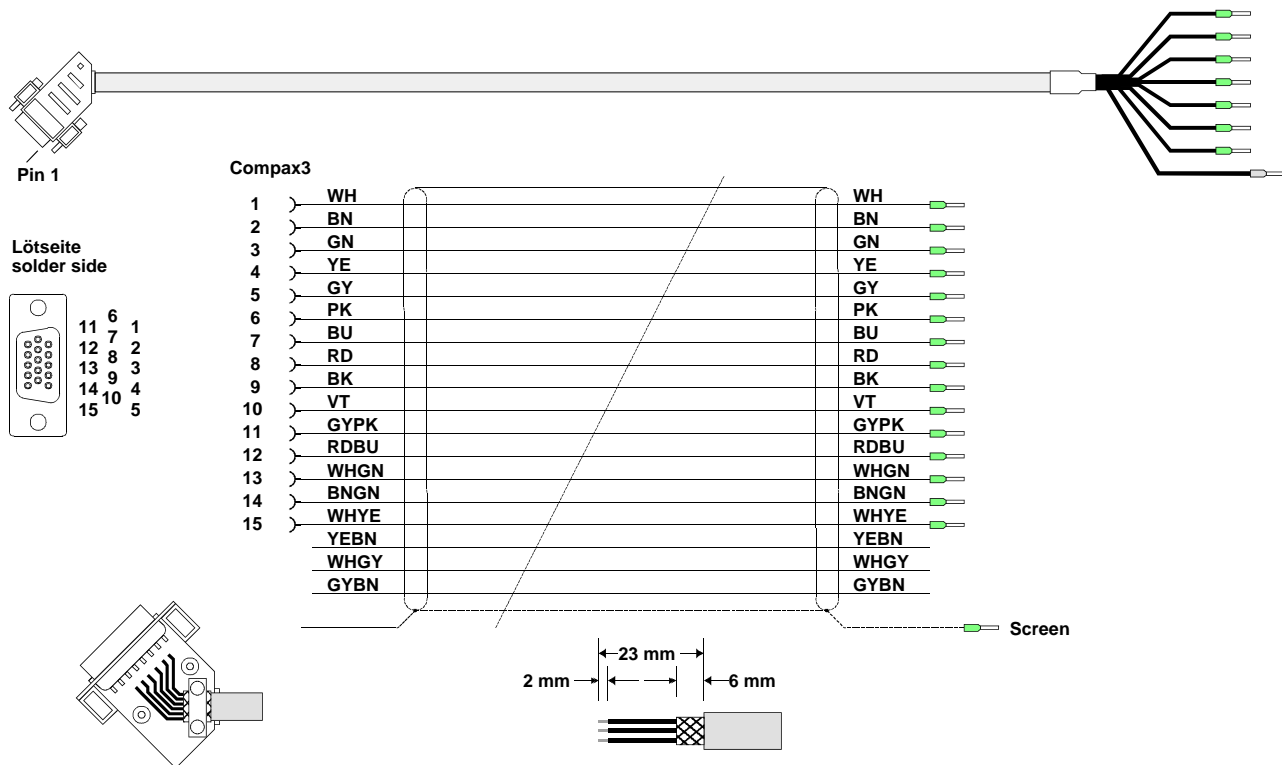 Pin 1
Compax3
Lötseite
solder side
6
11 1
7
12 2
8
13 3
9
14 4
10
15 5
1 WH WH
2 BN BN
3 GN GN
4 YE YE
5 GY GY
6 PK PK
7 BU BU
8 RD RD
9 BK BK
10 VT VT
11 GYPK GYPK
12 RDBU RDBU
13 WHGN WHGN
14 BNGN BNGN
15 WHYE WHYE
YEBN YEBN
WHGY WHGY
GYBN GYBN
Screen
23 mm
2 mm 6 mm